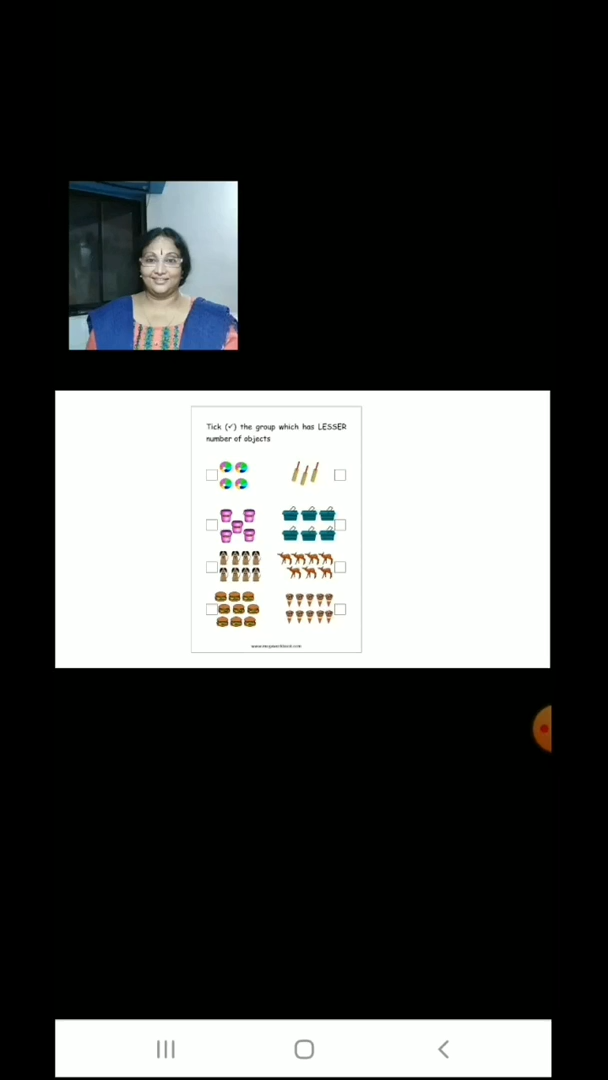 Tick (✓) the group which has LESSER
number of objects